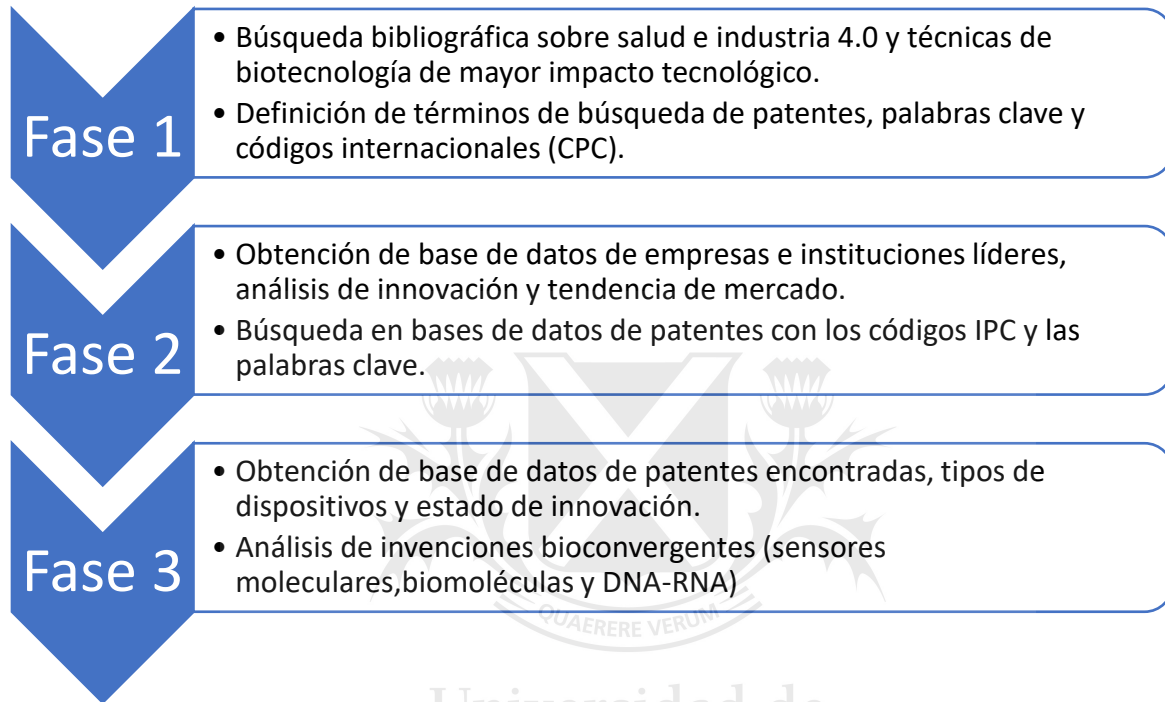 Fase 1
• Búsqueda bibliográfica sobre salud e industria 4.0 y técnicas de
biotecnología de mayor impacto tecnológico.
• Definición de términos de búsqueda de patentes, palabras clave y
códigos internacionales (CPC).
Fase 2
• Obtención de base de datos de empresas e instituciones líderes,
análisis de innovación y tendencia de mercado.
• Búsqueda en bases de datos de patentes con los códigos IPC y las
palabras clave.
Fase 3
• Obtención de base de datos de patentes encontradas, tipos de
dispositivos y estado de innovación.
• Análisis de invenciones bioconvergentes (sensores
moleculares,biomoléculas y DNA-RNA)
QUAERERE VERUM
Universidad de